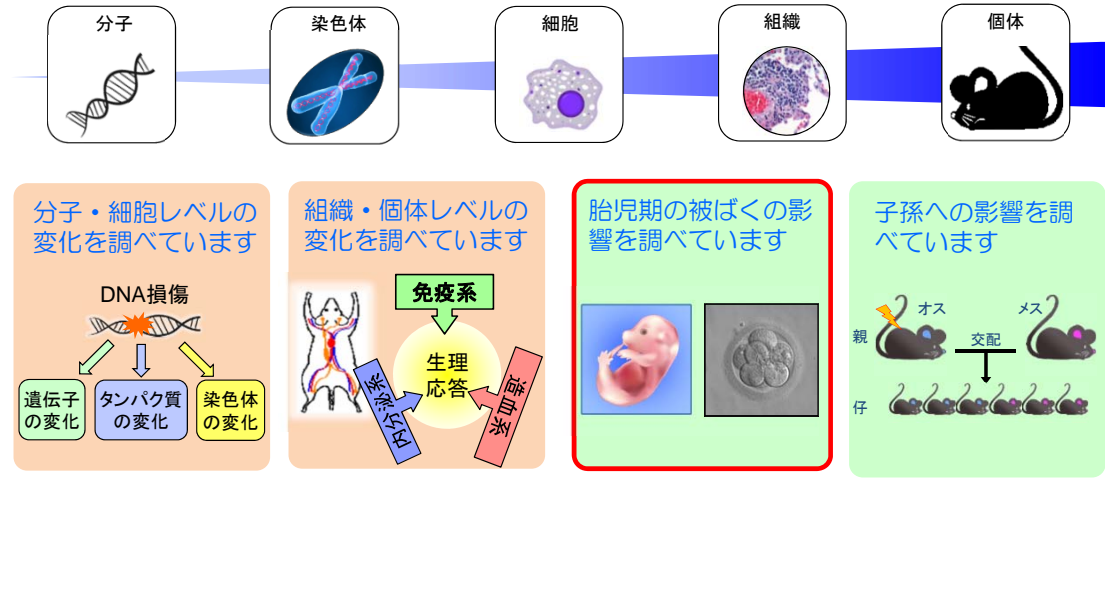 分子
染色体
細胞
組織
個体
分子・細胞レベルの
変化を調べています
DNA損傷
遺伝子
の変化
タンパク質
の変化
染色体
の変化
組織・個体レベルの
変化を調べています
免疫系
生理
応答
内分泌系
造血系
胎児期の被ばくの影
響を調べています
子孫への影響を調
べています
オス
メス
親
交配
仔